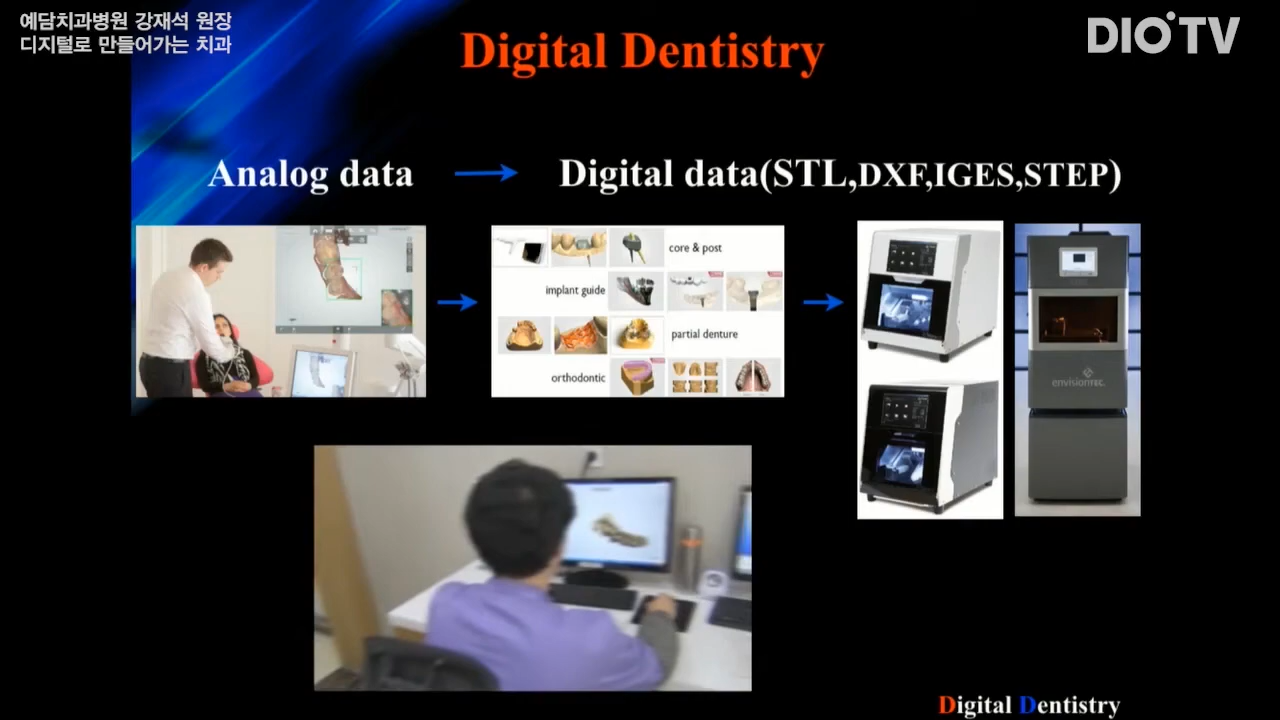 예담치과병원 강재석 원장
디지털로 만들어가는 치과
DIO TV
Digital Dentistry
Analog data
Digital data(STL,DXF,IGES,STEP)
core & post
implant guide
partial denture
orthodontic
envisionTEC
Digital Dentistry